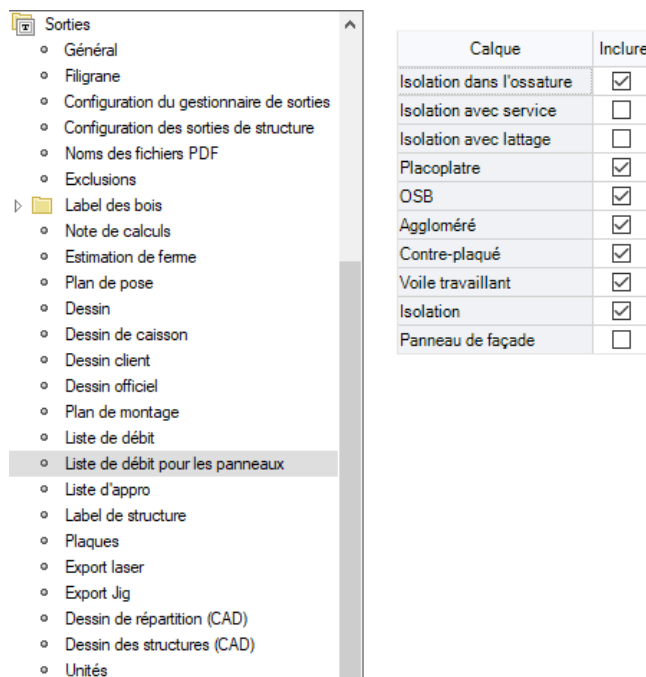 Sorties
Général
Filigrane
Configuration du gestionnaire de sorties
Configuration des sorties de structure
Noms des fichiers PDF
Exclusions
Label des bois
Note de calculs
Estimation de ferme
Plan de pose
Dessin
Dessin de caisson
Dessin client
Dessin officiel
Plan de montage
Liste de débit
Liste de débit pour les panneaux
Liste d'appro
Label de structure
Plaques
Export laser
Export Jig
Dessin de répartition (CAD)
Dessin des structures (CAD)
Unités
Calque Inclure
Isolation dans l'ossature
Isolation avec service
Isolation avec lattage
Placoplatre
OSB
Aggloméré
Contre-plaqué
Voile travaillant
Isolation
Panneau de façade